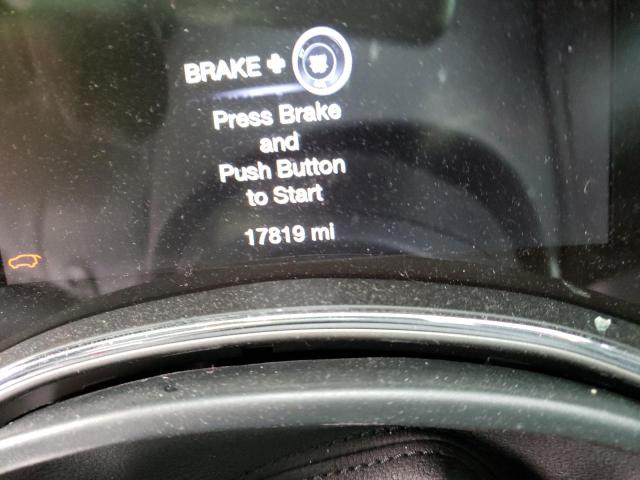 BRAKE +
Press Brake
and
Push Button
to Start
17819 mi